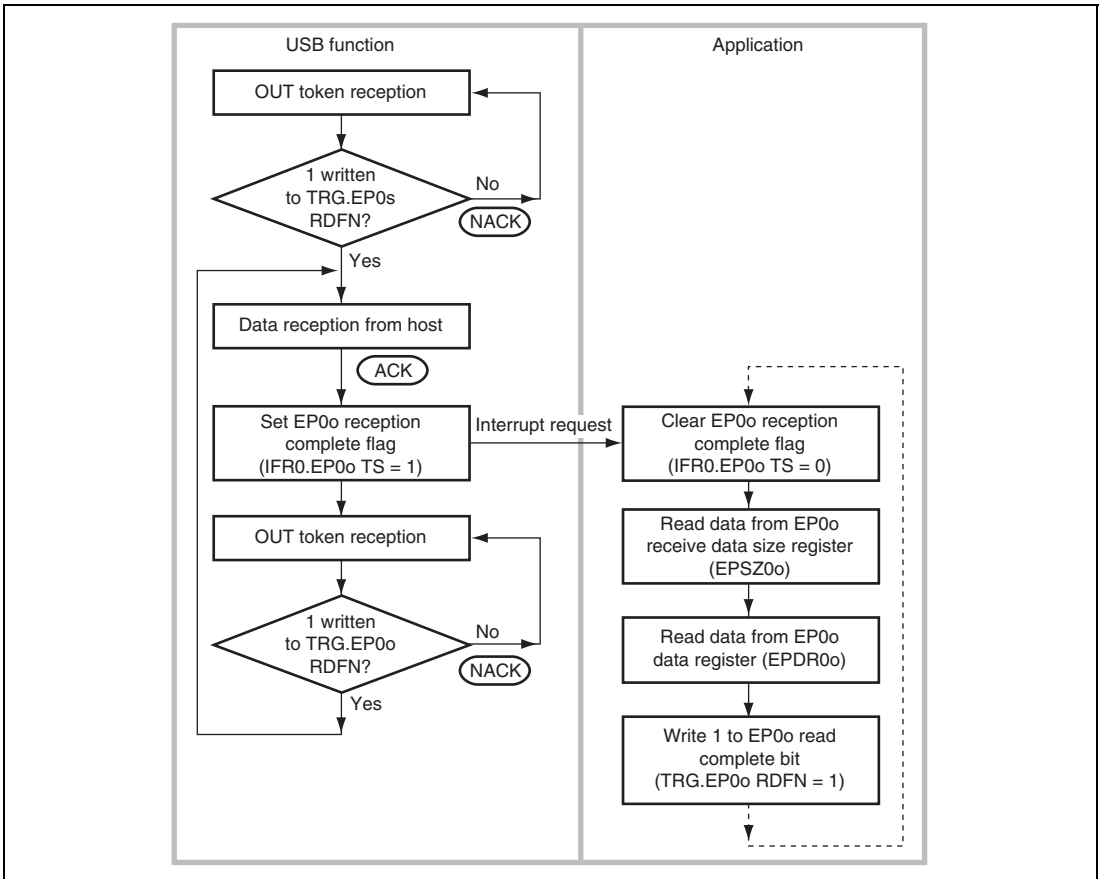 USB function
OUT token reception
1 written
to TRG.EP0s
RDFN?
No
NACK
Yes
Data reception from host
ACK
Set EP0o reception
complete flag
(IFR0.EP0o TS = 1)
Interrupt request
OUT token reception
1 written
to TRG.EP0o
RDFN?
No
NACK
Yes
Application
Clear EP0o reception
complete flag
(IFR0.EP0o TS = 0)
Read data from EP0o
receive data size register
(EPSZ0o)
Read data from EP0o
data register (EPDR0o)
Write 1 to EP0o read
complete bit
(TRG.EP0o RDFN = 1)